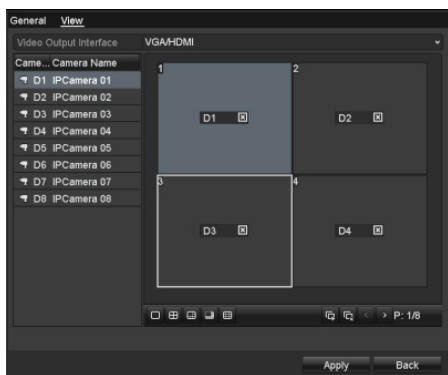 General View
Video Output Interface VGA/HDMI
Came... Camera Name
D1 IPCamera 01
D2 IPCamera 02
D3 IPCamera 03
D4 IPCamera 04
D5 IPCamera 05
D6 IPCamera 06
D7 IPCamera 07
D8 IPCamera 08
1 2
D1 D2
3 4
D3 D4
P: 1/8
Apply Back